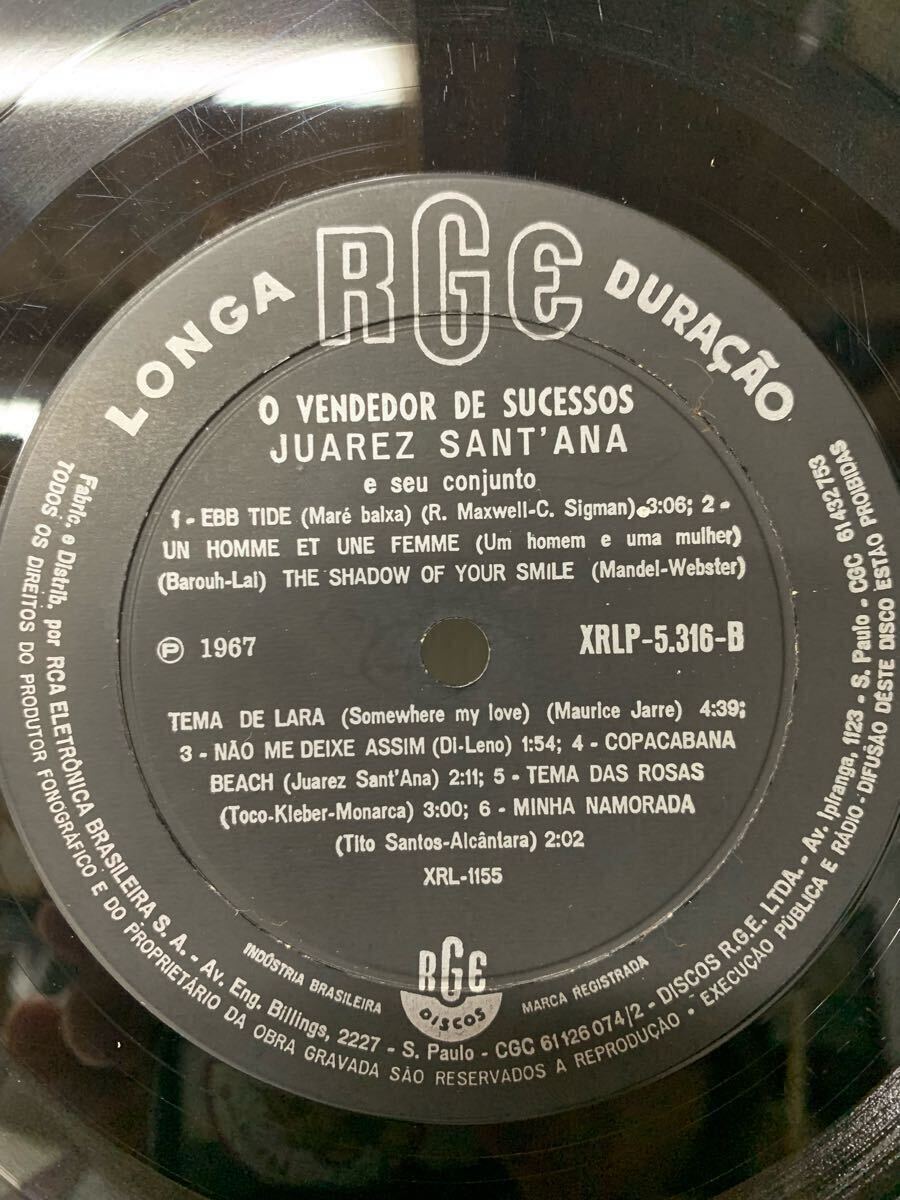 LONGA RGE DURAÇÃO
O VENDEDOR DE SUCESSOS
JUAREZ SANT'ANA
e seu conjunto
1 - EBB TIDE (Maré baixa) (R. Maxwell-C. Sigman) 3:06; 2 -
UN HOMME ET UNE FEMME (Um homem e uma mulher)
(Barouh-Lai) THE SHADOW OF YOUR SMILE (Mandel-Webster)
Ⓟ 1967
XRLP-5.316-B
TEMA DE LARA (Somewhere my love) (Maurice Jarre) 4:39;
3 - NÃO ME DEIXE ASSIM (Di-Leno) 1:54; 4 - COPACABANA
BEACH (Juarez Sant'Ana) 2:11; 5 - TEMA DAS ROSAS
(Toco-Kleber-Monarca) 3:00; 6 - MINHA NAMORADA
(Tito Santos-Alcântara) 2:02
XRL-1155
INDÚSTRIA BRASILEIRA
RGE
DISCOS
MARCA REGISTRADA
Fabric. e Distrib. por RCA ELETRÔNICA BRASILEIRA S. A. - Av. Eng. Billings, 2227 - S. Paulo - CGC 61 126 074/2 - DISCOS R.G.E. LTDA. - Av. Ipiranga, 1123 - S. Paulo - CGC 61 432 753
TODOS OS DIREITOS DO PRODUTOR FONOGRÁFICO E DO PROPRIETÁRIO DA OBRA GRAVADA SÃO RESERVADOS A REPRODUÇÃO • EXECUÇÃO PÚBLICA E RÁDIO - DIFUSÃO DÊSTE DISCO ESTÃO PROIBIDAS